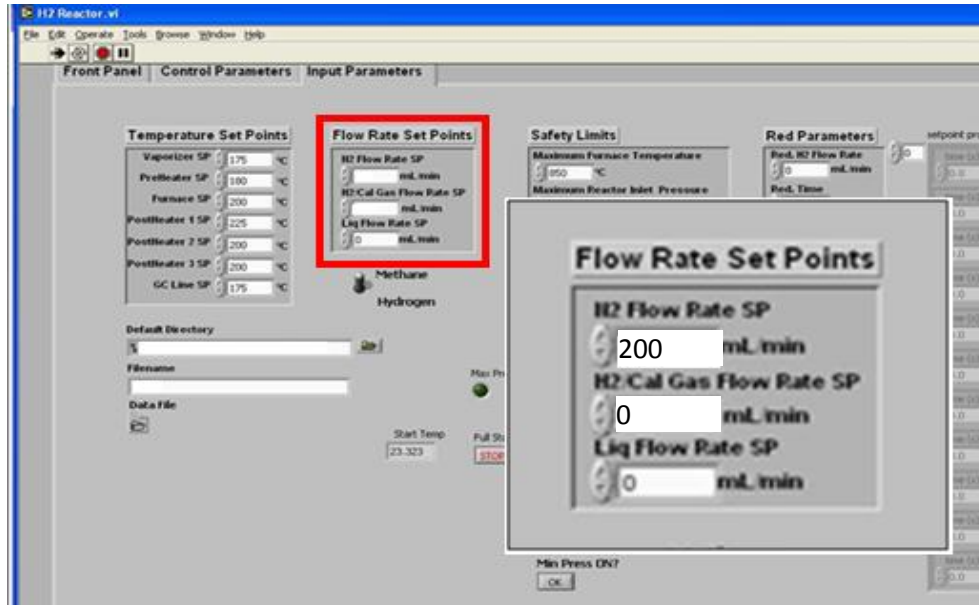 H2 Reactor.vi
File Edit Operate Tools Browse Window Help
Front Panel Control Parameters Input Parameters
Temperature Set Points
Vaporizer SP 175 °C
PreHeater SP 180 °C
Furnace SP 200 °C
PostHeater 1 SP 225 °C
PostHeater 2 SP 200 °C
PostHeater 3 SP 200 °C
GC Line SP 175 °C
Flow Rate Set Points
H2 Flow Rate SP
mL/min
H2/Cal Gas Flow Rate SP
mL/min
Liq Flow Rate SP
0 mL/min
Methane
Hydrogen
Safety Limits
Maximum Furnace Temperature
850 °C
Maximum Reactor Inlet Pressure
Red Parameters
Red. H2 Flow Rate
0 mL/min
Red. Time
0
Default Directory
%
Filename
Data File
Start Temp
23.323
STOP
Flow Rate Set Points
H2 Flow Rate SP
200 mL/min
H2/Cal Gas Flow Rate SP
0 mL/min
Liq Flow Rate SP
0 mL/min
Min Press ON?
OK